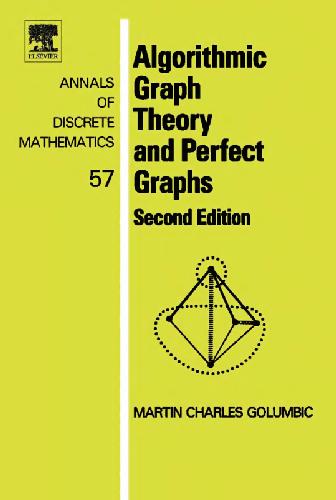 ELSEVIER
ANNALS
OF
DISCRETE
MATHEMATICS
57
Algorithmic
Graph
Theory
and Perfect
Graphs
Second Edition
MARTIN CHARLES GOLUMBIC